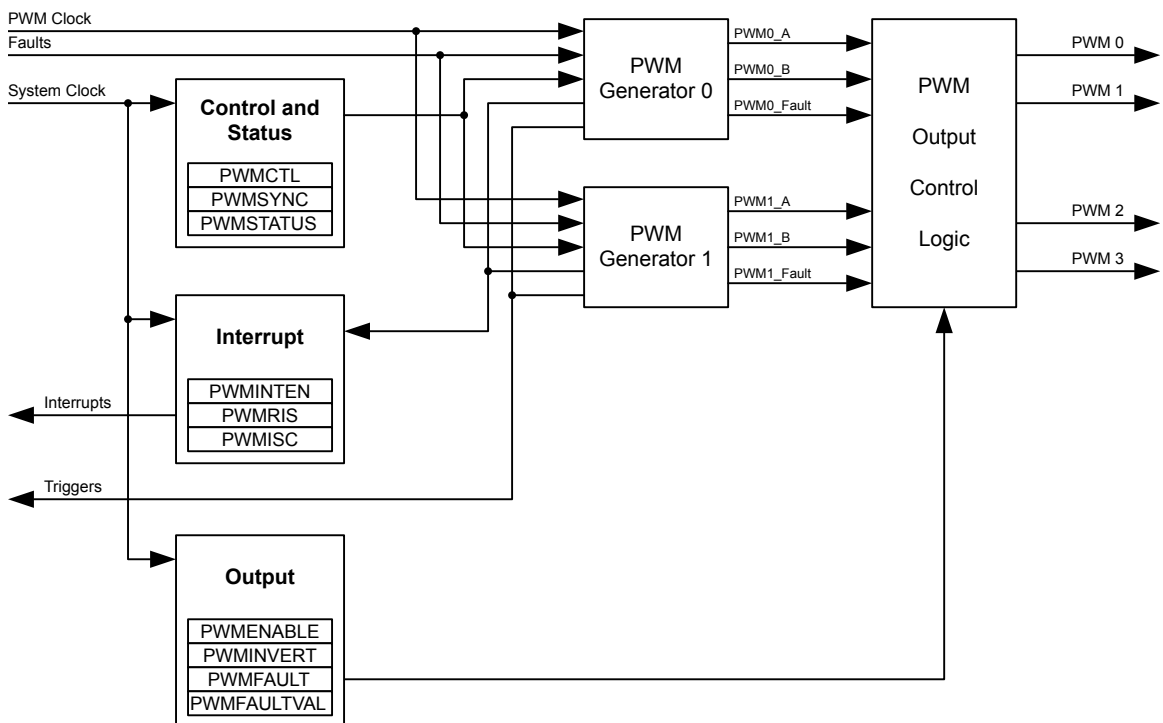 PWM Clock
Faults
System Clock
Control and
Status
PWMCTL
PWMSYNC
PWMSTATUS
Interrupt
PWMINTEN
PWMRIS
PWMISC
Interrupts
Triggers
Output
PWMENABLE
PWMINVERT
PWMFAULT
PWMFAULTVAL
PWM
Generator 0
PWM0_A
PWM0_B
PWM0_Fault
PWM
Generator 1
PWM1_A
PWM1_B
PWM1_Fault
PWM
Output
Control
Logic
PWM 0
PWM 1
PWM 2
PWM 3